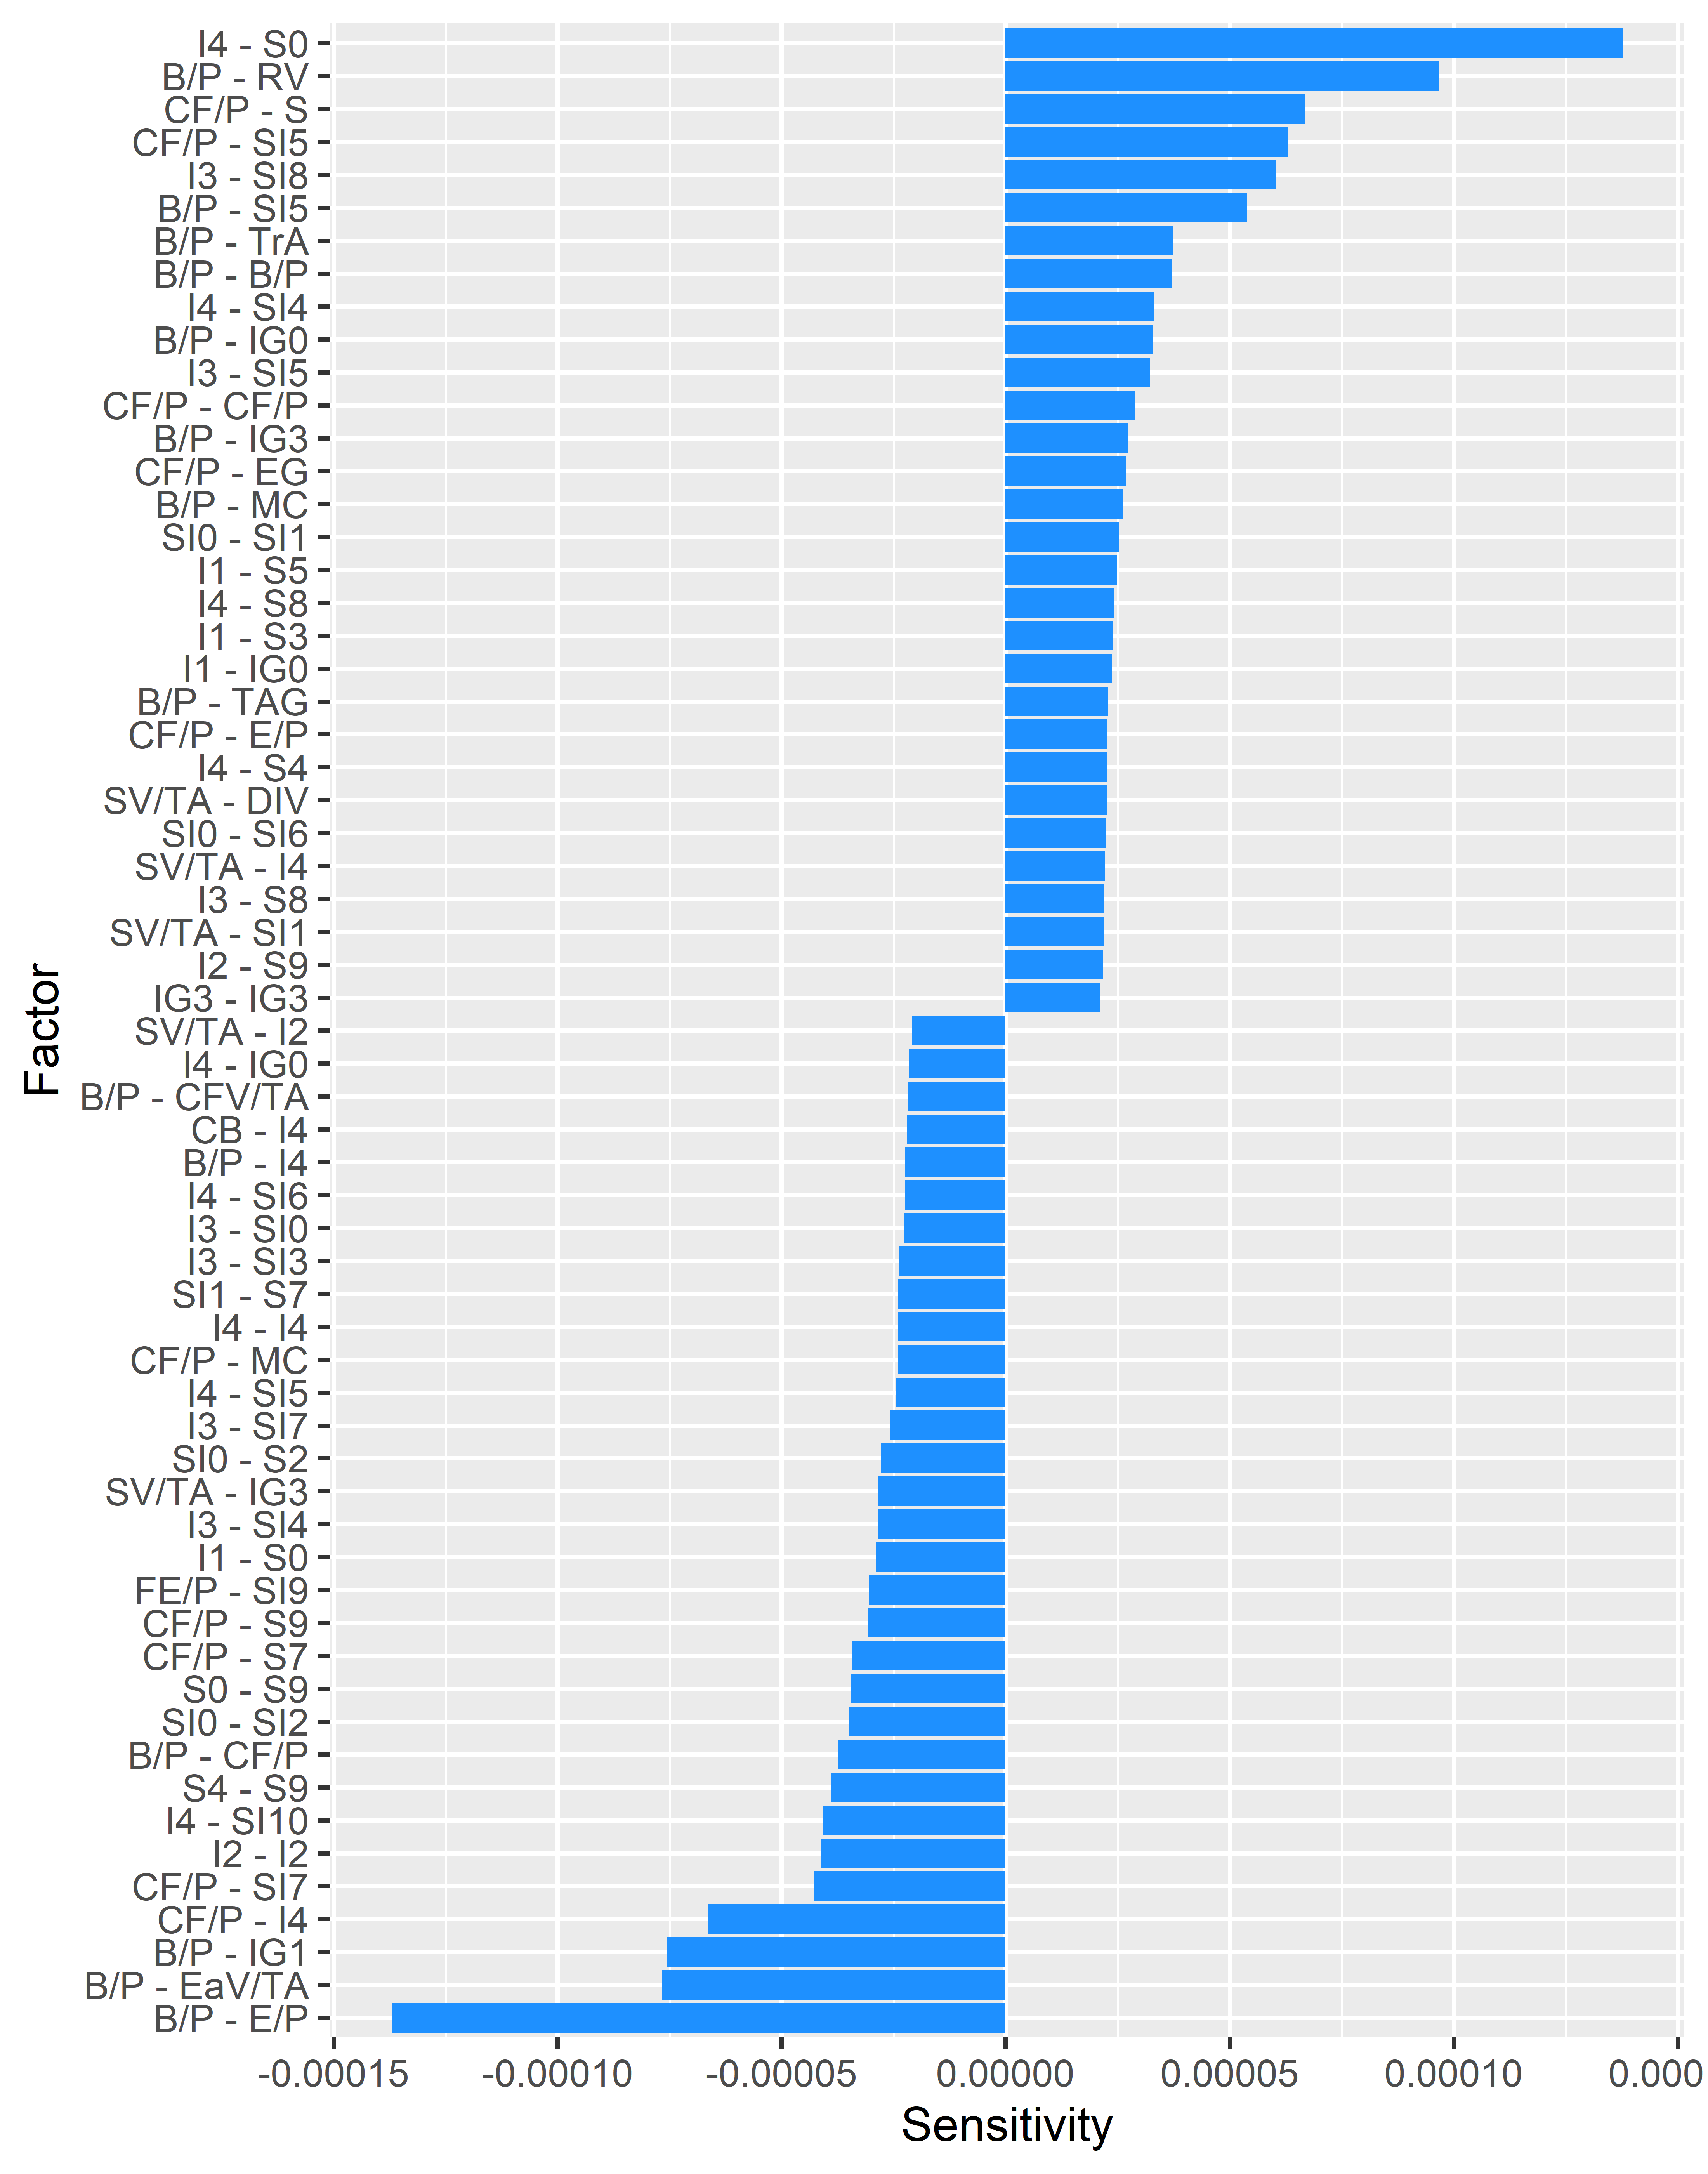 I4 - S0
B/P - RV
CF/P - S
CF/P - SI5
I3 - SI8
B/P - SI5
B/P - TrA
B/P - B/P
I4 - SI4
B/P - IG0
I3 - SI5
CF/P - CF/P
B/P - IG3
CF/P - EG
B/P - MC
SI0 - SI1
I1 - S5
I4 - S8
I1 - S3
I1 - IG0
B/P - TAG
CF/P - E/P
I4 - S4
SV/TA - DIV
SI0 - SI6
SV/TA - I4
I3 - S8
SV/TA - SI1
I2 - S9
IG3 - IG3
SV/TA - I2
I4 - IG0
B/P - CFV/TA
CB - I4
B/P - I4
I4 - SI6
I3 - SI0
I3 - SI3
SI1 - S7
I4 - I4
CF/P - MC
I4 - SI5
I3 - SI7
SI0 - S2
SV/TA - IG3
I3 - SI4
I1 - S0
FE/P - SI9
CF/P - S9
CF/P - S7
S0 - S9
SI0 - SI2
B/P - CF/P
S4 - S9
I4 - SI10
I2 - I2
CF/P - SI7
CF/P - I4
B/P - IG1
B/P - EaV/TA
B/P - E/P
Factor
-0.00015 -0.00010 -0.00005 0.00000 0.00005 0.00010 0.000
Sensitivity